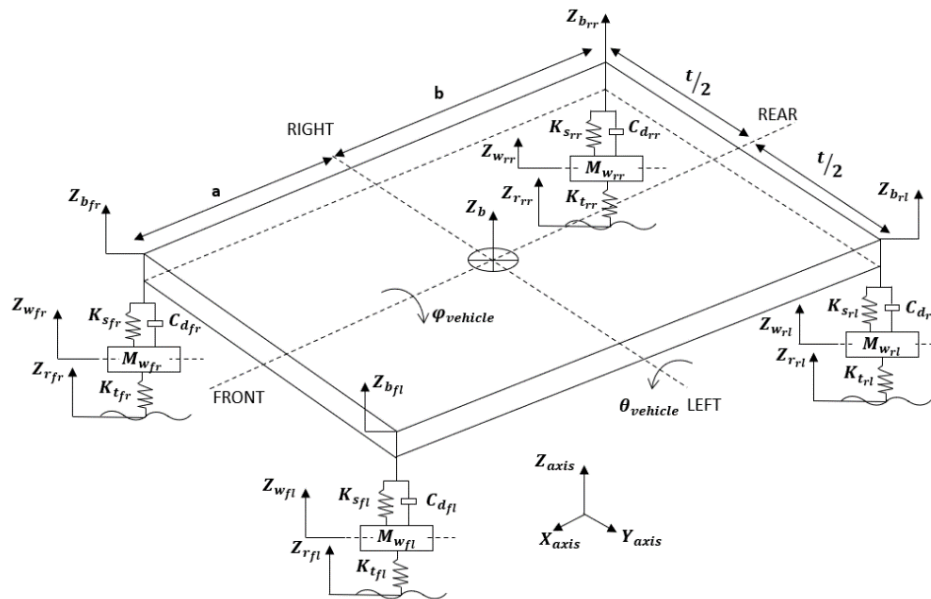 Z_{b_{rr}}
t/2
b
REAR
RIGHT
K_{s_{rr}} C_{d_{rr}}
Z_{w_{rr}}
M_{w_{rr}}
t/2
a
Z_{b_{fr}}
Z_{r_{rr}}
K_{t_{rr}}
Z_{b_{rl}}
Z_b
Z_{w_{fr}}
K_{s_{fr}} C_{d_{fr}}
φ_{vehicle}
K_{s_{rl}} C_{d_r}
Z_{w_{rl}}
M_{w_{fr}}
M_{w_{rl}}
Z_{r_{fr}}
K_{t_{fr}}
Z_{r_{rl}}
K_{t_{rl}}
FRONT
Z_{b_{fl}}
θ_{vehicle} LEFT
Z_{axis}
Z_{w_{fl}}
K_{s_{fl}} C_{d_{fl}}
M_{w_{fl}}
X_{axis} Y_{axis}
Z_{r_{fl}}
K_{t_{fl}}